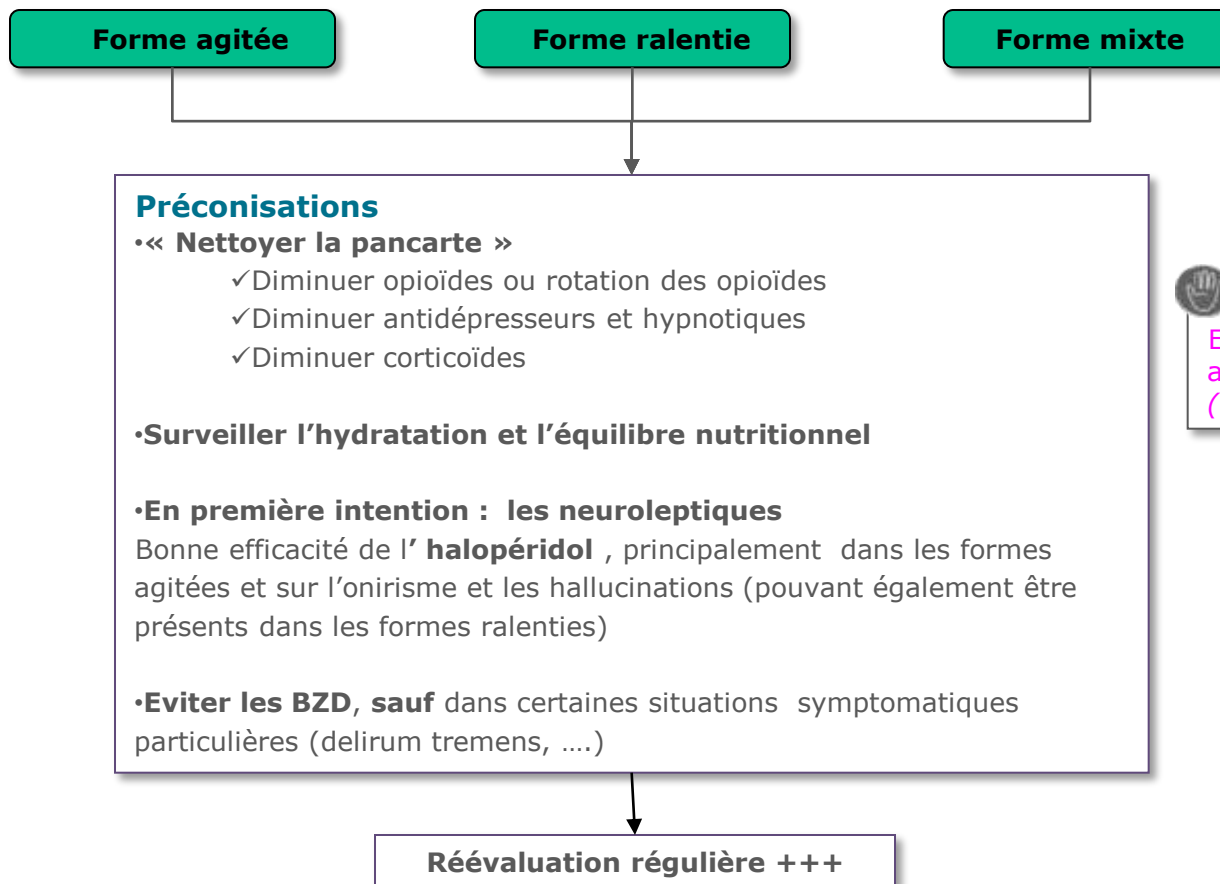 Forme agitée
Forme ralentie
Forme mixte
Préconisations
•« Nettoyer la pancarte »
✓Diminuer opioïdes ou rotation des opioïdes
✓Diminuer antidépresseurs et hypnotiques
✓Diminuer corticoïdes
•Surveiller l’hydratation et l’équilibre nutritionnel
•En première intention : les neuroleptiques
Bonne efficacité de l’ halopéridol , principalement dans les formes
agitées et sur l’onirisme et les hallucinations (pouvant également être
présents dans les formes ralenties)
•Eviter les BZD, sauf dans certaines situations symptomatiques
particulières (delirum tremens, ….)
Réévaluation régulière +++